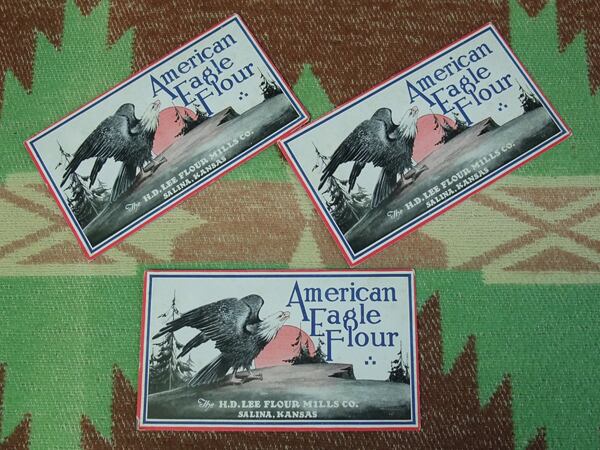 American
Eagle
Flour
The H.D. LEE FLOUR MILLS CO.
SALINA, KANSAS
American
Eagle
Flour
The H.D. LEE FLOUR MILLS CO.
SALINA, KANSAS
American
Eagle
Flour
The H.D. LEE FLOUR MILLS CO.
SALINA, KANSAS